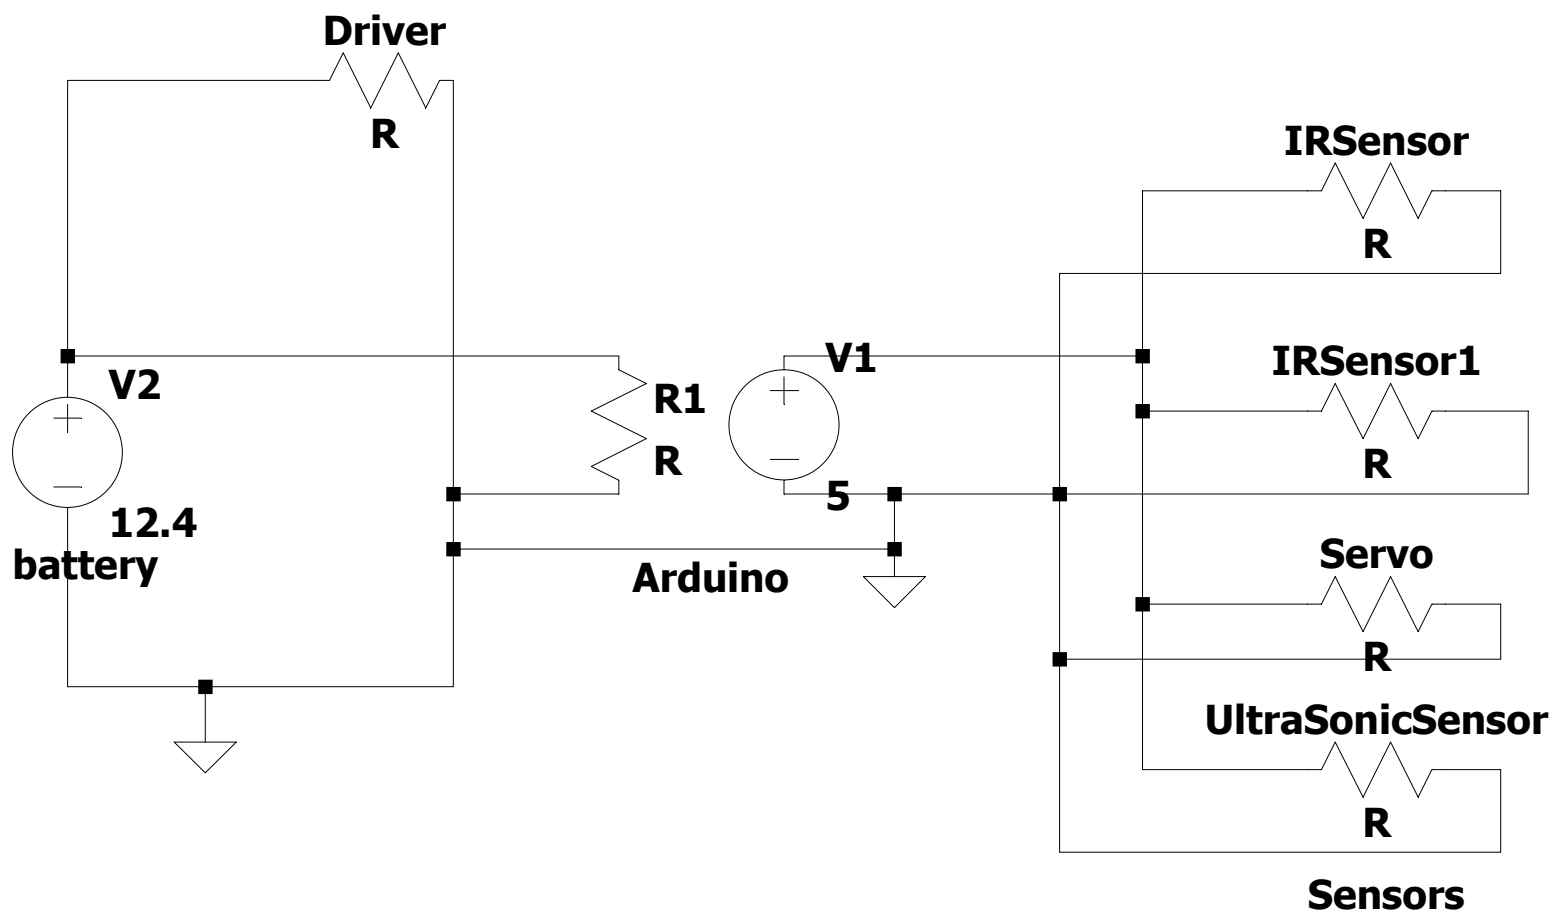 Driver
R
IRSensor
R
V2
12.4
battery
R1
R
V1
5
Arduino
IRSensor1
R
Servo
R
UltraSonicSensor
R
Sensors